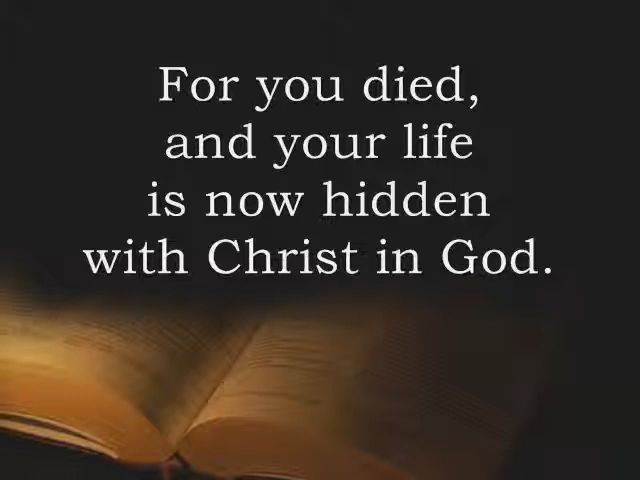 For you died,
and your life
is now hidden
with Christ in God.